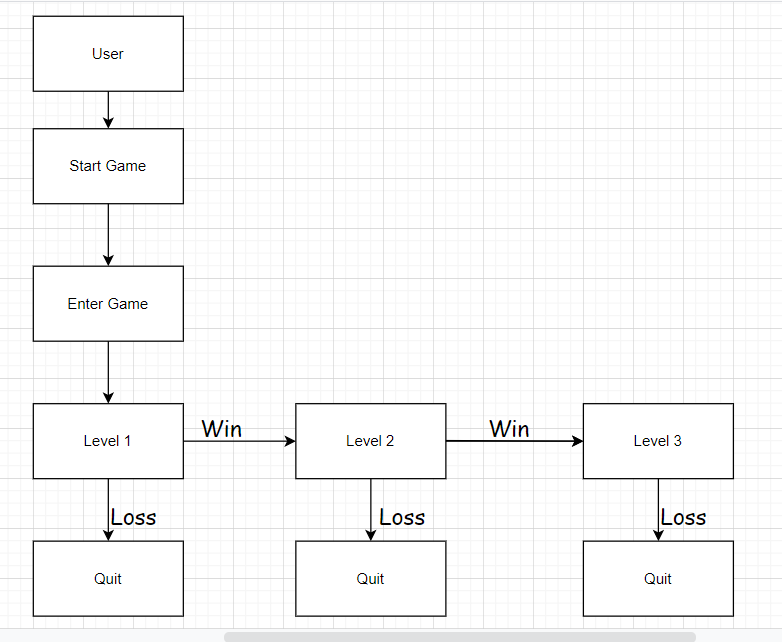 User
Start Game
Enter Game
Level 1
Win
Level 2
Win
Level 3
Loss
Loss
Loss
Quit
Quit
Quit